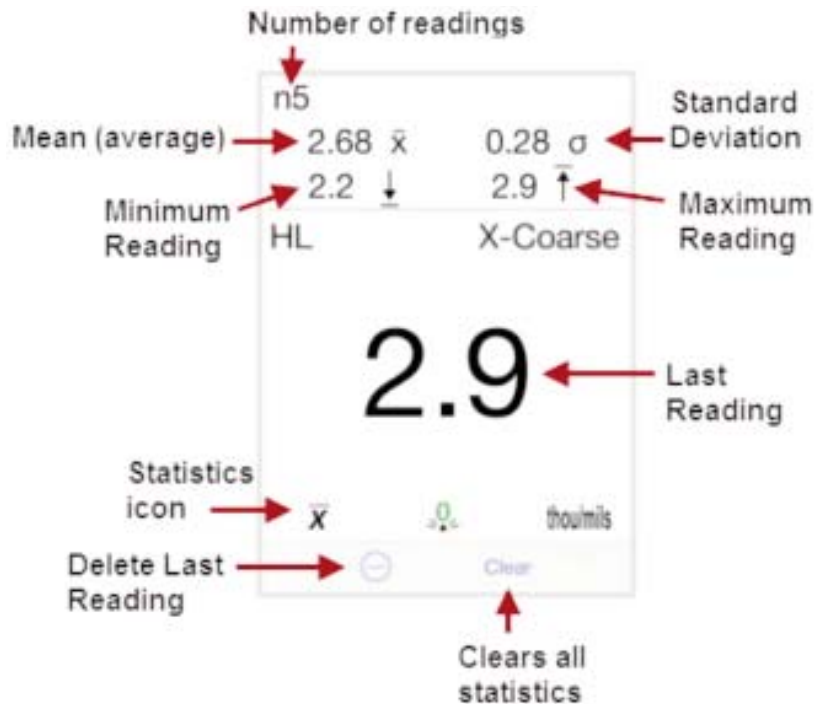 Number of readings
n5
Mean (average)
2.68 x̄
0.28 σ
Standard
Deviation
Minimum
Reading
2.2
2.9
Maximum
Reading
HL
X-Coarse
2.9
Last
Reading
Statistics
icon
x̄
0
thou/mils
Delete Last
Reading
Clear
Clears all
statistics